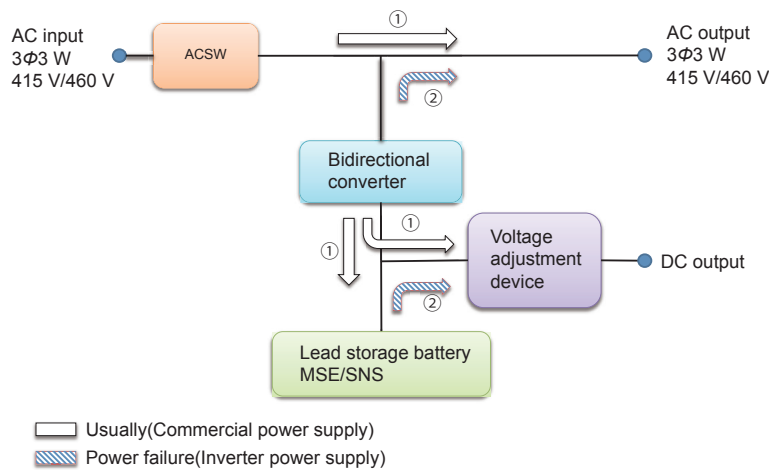 AC input
3Φ3 W
415 V/460 V
ACSW
①
②
AC output
3Φ3 W
415 V/460 V
Bidirectional
converter
①
①
②
Voltage
adjustment
device
DC output
Lead storage battery
MSE/SNS
Usually(Commercial power supply)
Power failure(Inverter power supply)